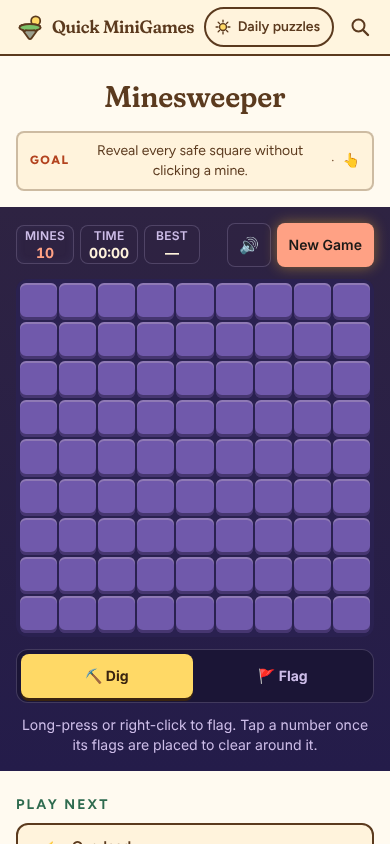 Quick MiniGames
Daily puzzles
Minesweeper
GOAL
Reveal every safe square without
clicking a mine.
MINES
10
TIME
00:00
BEST
—
New Game
Dig
Flag
Long-press or right-click to flag. Tap a number once
its flags are placed to clear around it.
PLAY NEXT